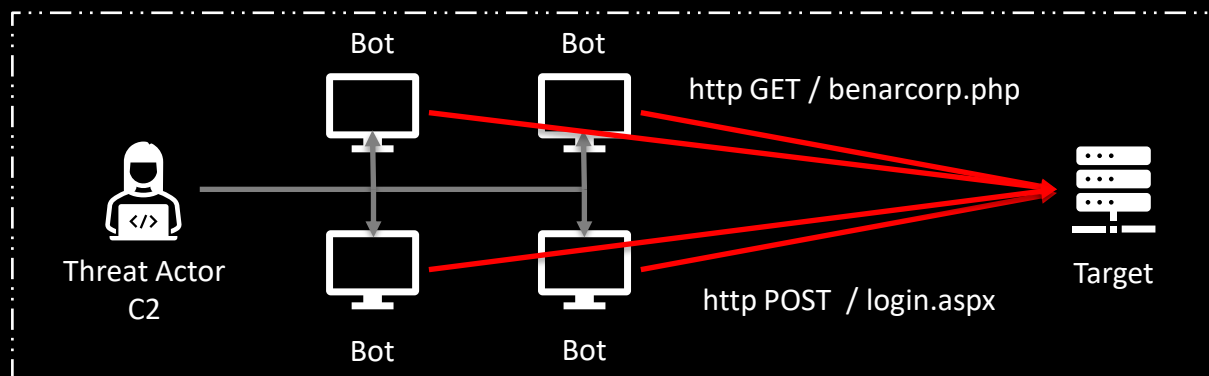 Bot
Bot
http GET / benarcorp.php
</>
Threat Actor
C2
Target
http POST / login.aspx
Bot
Bot